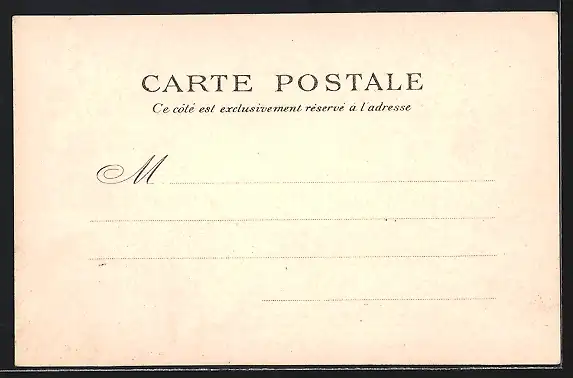 CARTE POSTALE
Ce côté est exclusivement réservé à l'adresse
M